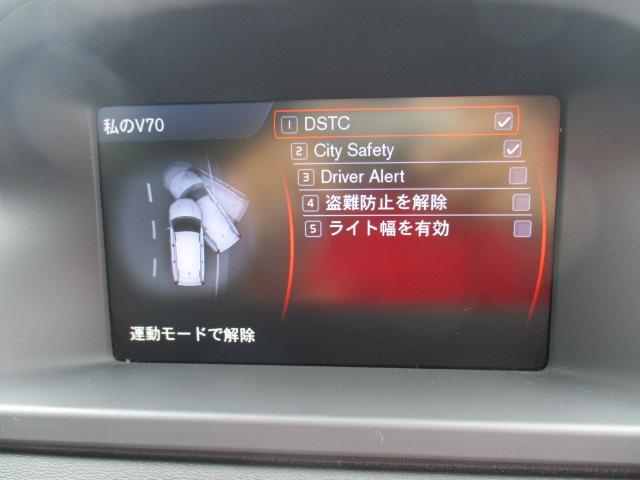 私のV70
1 DSTC
2 City Safety
3 Driver Alert
4 盗難防止を解除
5 ライト幅を有効
運動モードで解除